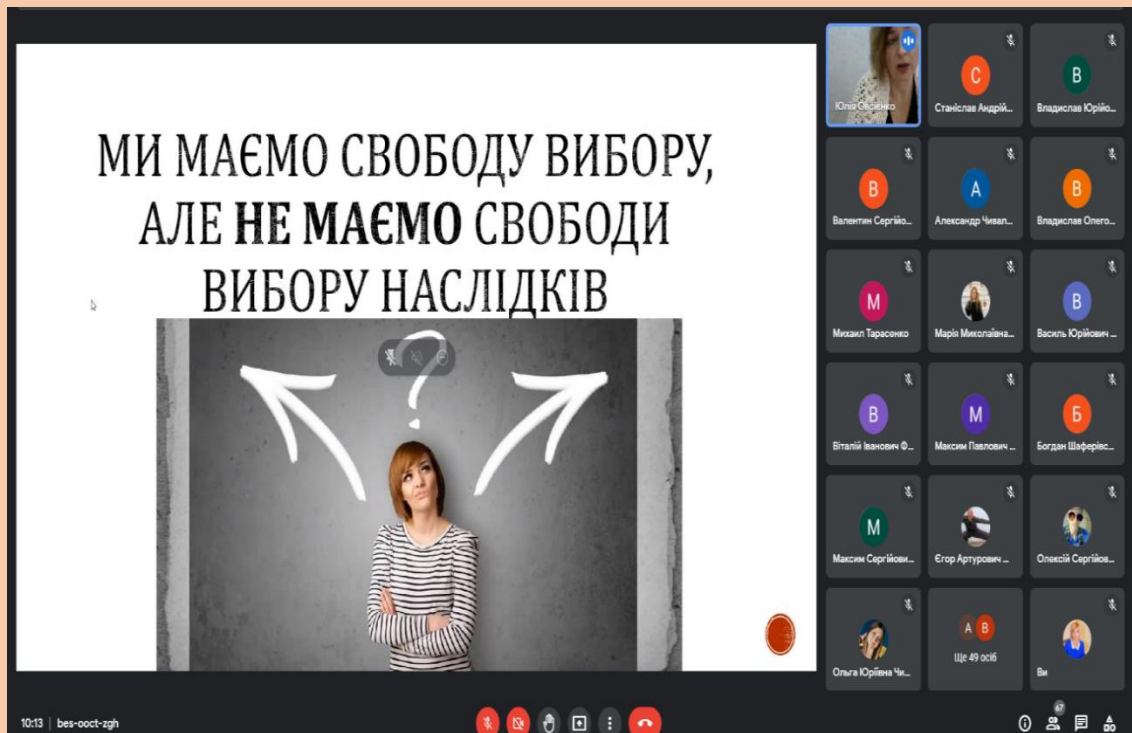 МИ МАЄМО СВОБОДУ ВИБОРУ,
АЛЕ НЕ МАЄМО СВОБОДИ
ВИБОРУ НАСЛІДКІВ
?
Юлія Овсієнко
С
Станіслав Андрій...
В
Владислав Юрійо...
В
Валентин Сергійо...
А
Александр Чивал...
В
Владислав Олего...
М
Михаил Тарасенко
Марія Миколаївна...
В
Василь Юрійович ...
В
Віталій Іванович Ф...
М
Максим Павлович ...
Б
Богдан Шаферівс...
М
Максим Сергійови...
Єгор Артурович ...
Олексій Сергійов...
Ольга Юріївна Чи...
А В
Ще 49 осіб
Ви
10:13 | bes-ooct-zgh
67